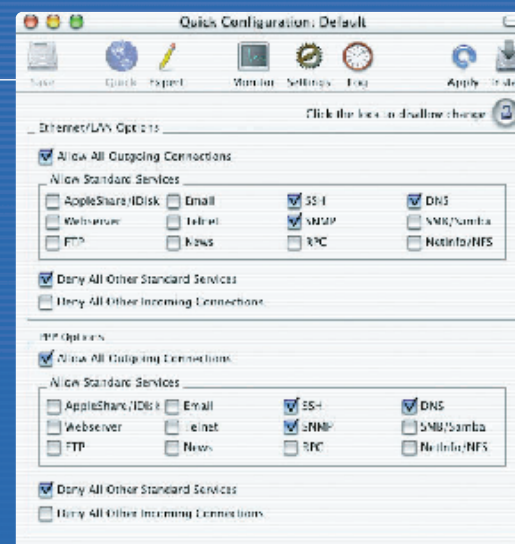 Quick Configuration: Default
Save Quick Expert Monitor Settings Log Apply
Click the lock to disallow change
Ethernet/LAN Options
Allow All Outgoing Connections
Allow Standard Services
AppleShare/iDisk Email SSH DNS
Webserver Telnet SNMP SMB/Samba
FTP News RPC NetInfo/NFS
Deny All Other Standard Services
Deny All Other Incoming Connections
PPP Options
Allow All Outgoing Connections
Allow Standard Services
AppleShare/iDisk Email SSH DNS
Webserver Telnet SNMP SMB/Samba
FTP News RPC NetInfo/NFS
Deny All Other Standard Services
Deny All Other Incoming Connections